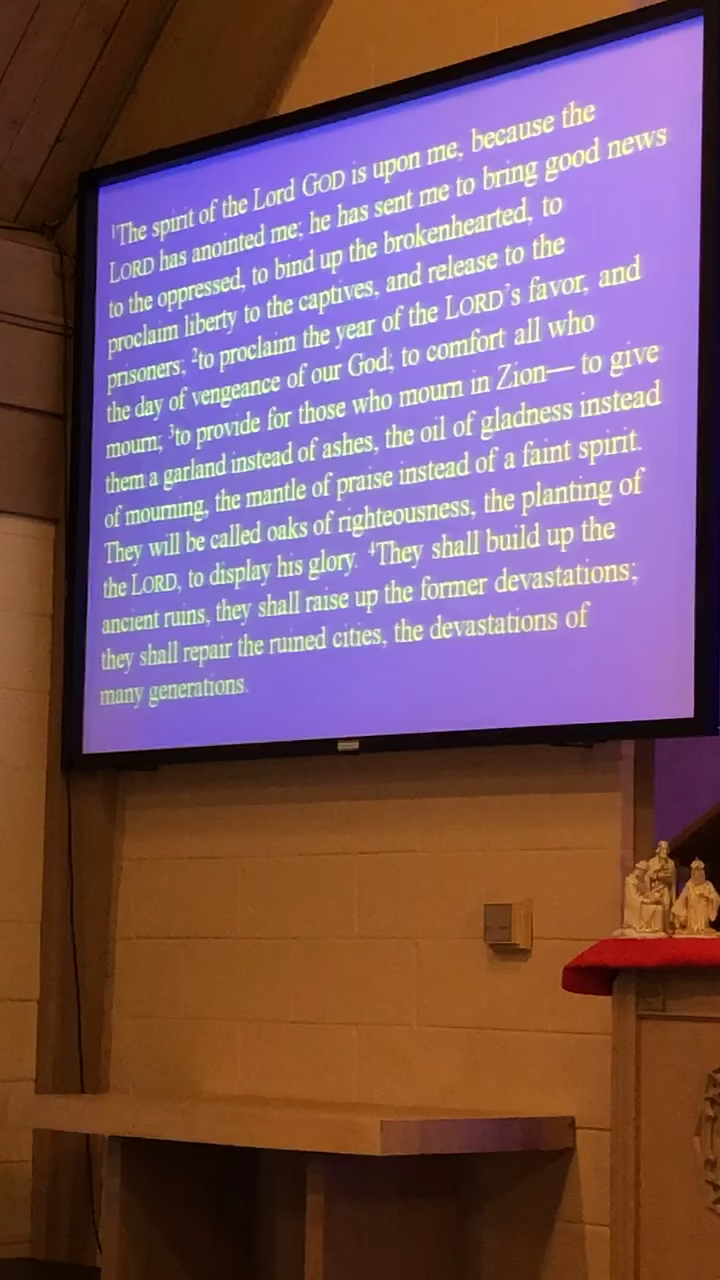 ¹The spirit of the Lord GOD is upon me, because the
LORD has anointed me; he has sent me to bring good news
to the oppressed, to bind up the brokenhearted, to
proclaim liberty to the captives, and release to the
prisoners; ²to proclaim the year of the LORD’s favor, and
the day of vengeance of our God; to comfort all who
mourn; ³to provide for those who mourn in Zion— to give
them a garland instead of ashes, the oil of gladness instead
of mourning, the mantle of praise instead of a faint spirit.
They will be called oaks of righteousness, the planting of
the LORD, to display his glory. ⁴They shall build up the
ancient ruins, they shall raise up the former devastations;
they shall repair the ruined cities, the devastations of
many generations.